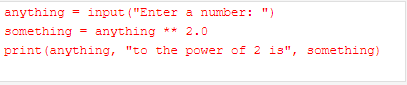 anything = input("Enter a number: ")
something = anything ** 2.0
print(anything, "to the power of 2 is", something)